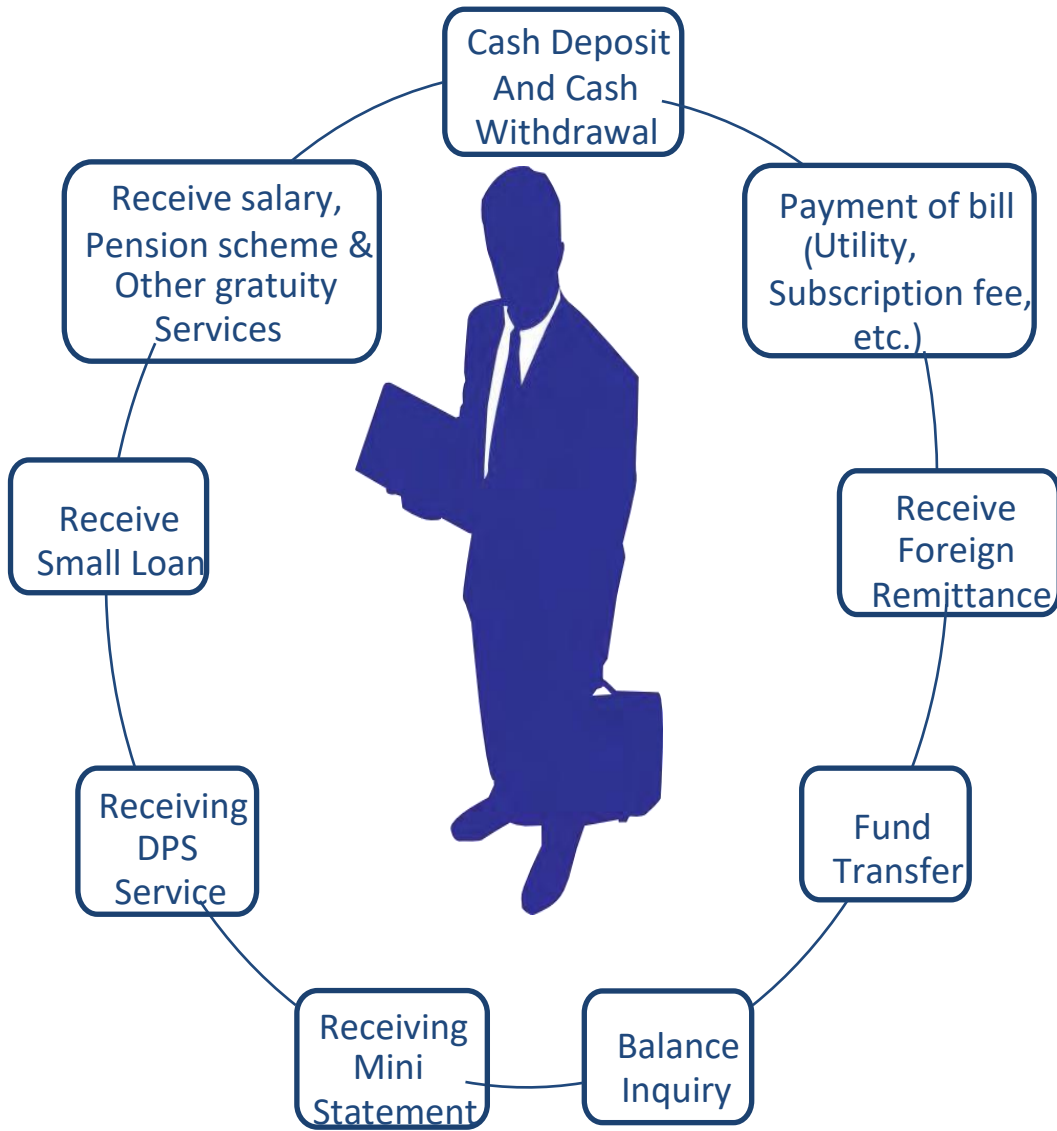 Cash Deposit
And Cash
Withdrawal
Payment of bill
(Utility,
Subscription fee,
etc.)
Receive
Foreign
Remittance
Fund
Transfer
Balance
Inquiry
Receiving
Mini
Statement
Receiving
DPS
Service
Receive
Small Loan
Receive salary,
Pension scheme &
Other gratuity
Services